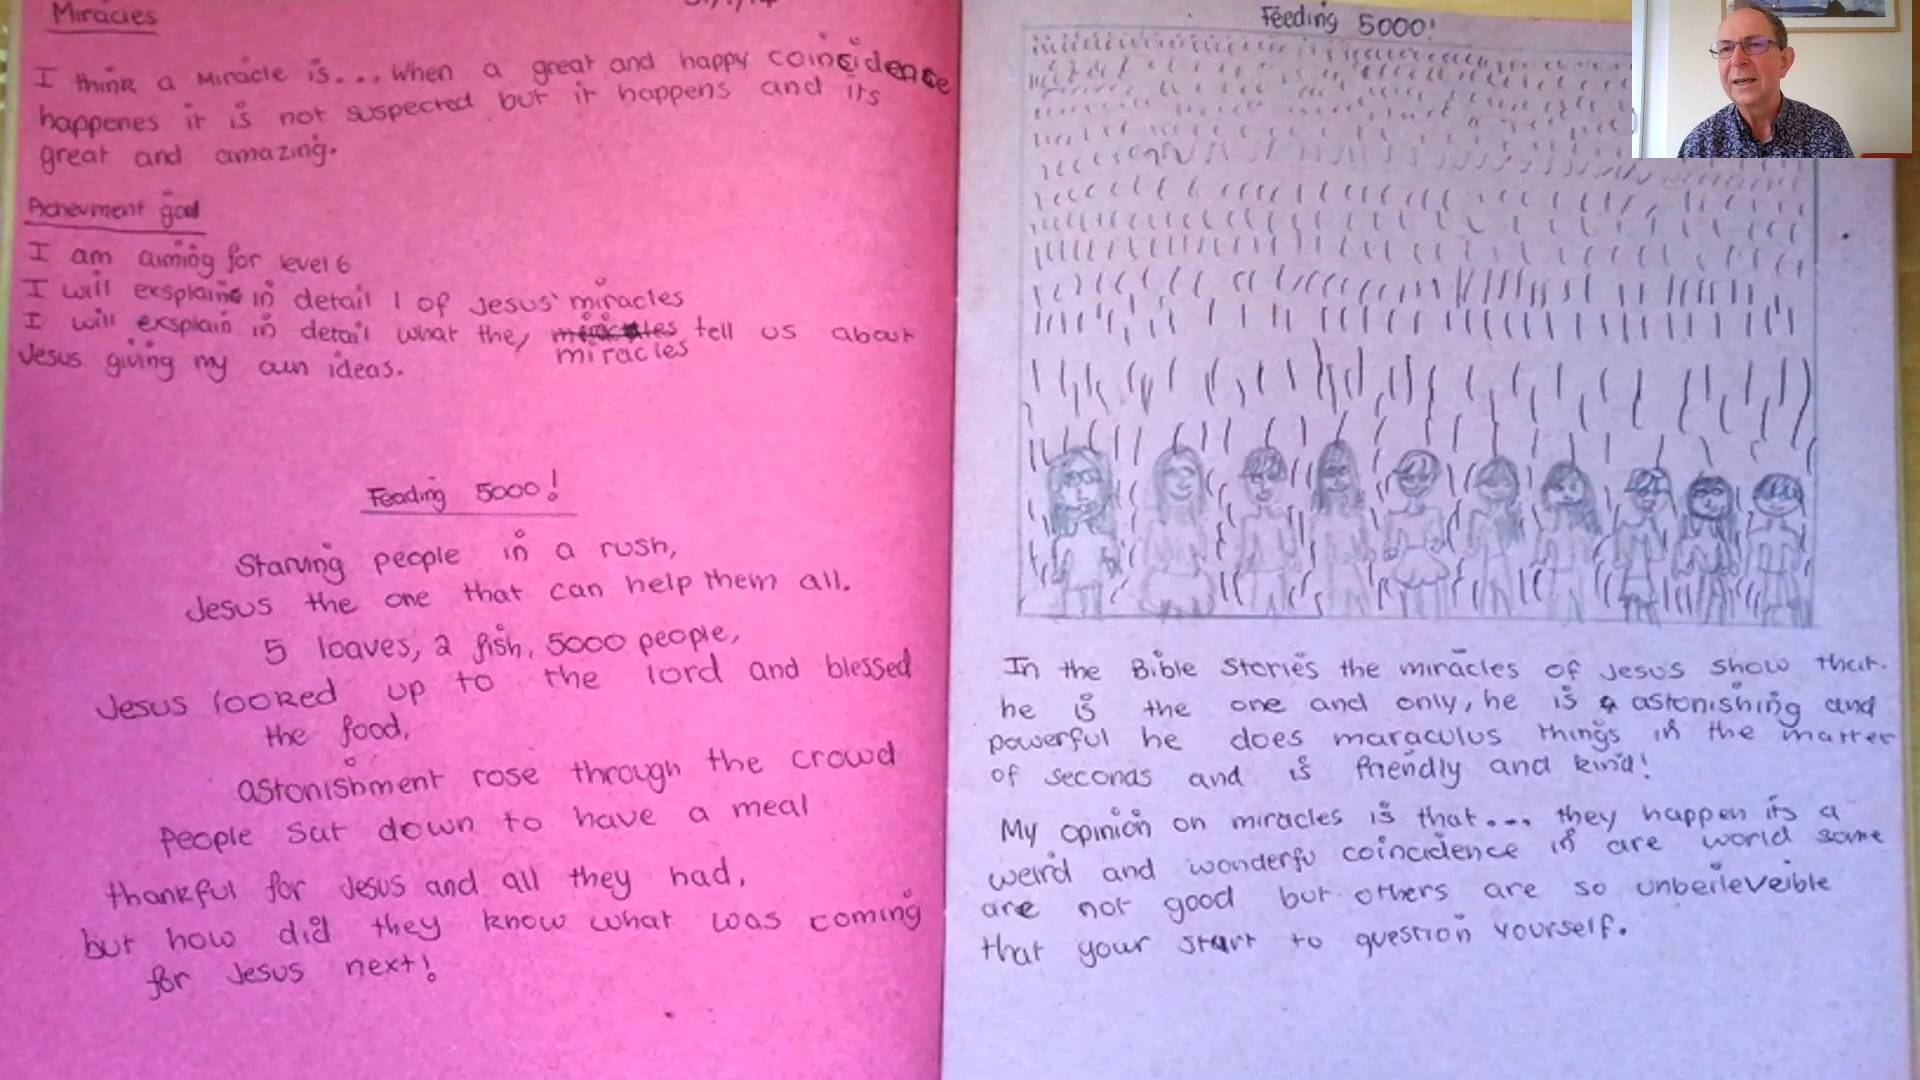 Miracles
I think a Miracle is... When a great and happy coincidence
happenes it is not suspected but it happens and its
great and amazing.
Achevment goal
I am aiming for level 6
I will exsplaine in detail 1 of Jesus' miracles
I will exsplain in detail what they tell us about
miracles
Jesus giving my own ideas.
Feeding 5000!
Starving people in a rush,
Jesus the one that can help them all.
5 loaves, 2 fish, 5000 people,
Jesus looked up to the lord and blessed
the food,
astonishment rose through the crowd
people sat down to have a meal
thankful for Jesus and all they had,
but how did they know what was coming
for Jesus next!
Feeding 5000!
In the Bible Stories the miracles of Jesus show that
he is the one and only, he is a astonishing and
powerful he does maraculus things in the matter
of seconds and is friendly and kind!
My opinion on miracles is that... they happen its a
weird and wonderfu coincidence in are world some
are not good but others are so unbeileveible
that your start to question yourself.